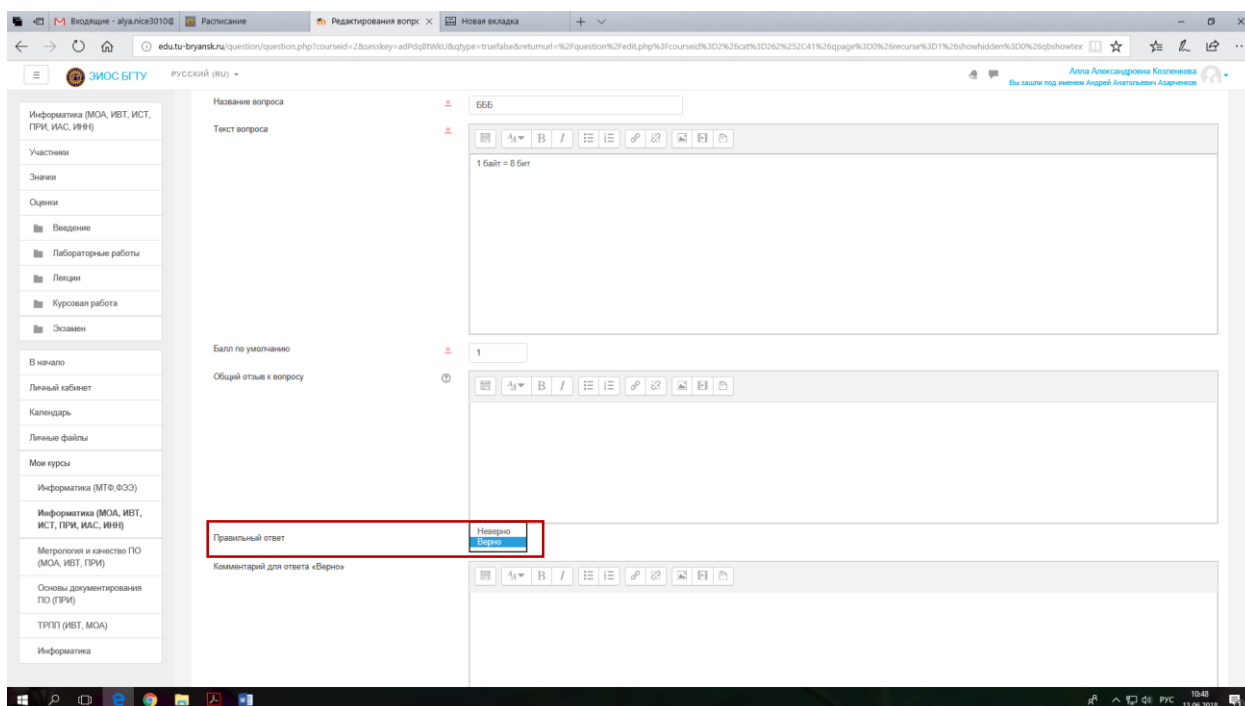 Входящие - alya.nice3010@
Расписание
Редактирования вопрс
Новая вкладка
edu.tu-bryansk.ru/question/question.php?courseid=2&sesskey=adPdqBtWkU&qtype=truefalse&returnurl=%2Fquestion%2Fedit.php%3Fcourseid%3D2%26cat%3D262%252C41%26qpage%3D0%26recurse%3D1%26showhidden%3D0%26qbshowtex
ЭИОС БГТУ
РУССКИЙ (RU)
Алла Александровна Козленкова
Вы зашли под именем Андрей Анатольевич Азарченков
Информатика (МОА, ИВТ, ИСТ,
ПРИ, ИАС, ИНН)
Участники
Значки
Оценки
Введение
Лабораторные работы
Лекции
Курсовая работа
Экзамен
В начало
Личный кабинет
Календарь
Личные файлы
Мои курсы
Информатика (МТФ,ФЭЭ)
Информатика (МОА, ИВТ,
ИСТ, ПРИ, ИАС, ИНН)
Метрология и качество ПО
(МОА, ИВТ, ПРИ)
Основы документирования
ПО (ПРИ)
ТРПП (ИВТ, МОА)
Информатика
Название вопроса
БББ
Текст вопроса
1 байт = 8 бит
Балл по умолчанию
1
Общий отзыв к вопросу
Правильный ответ
Неверно
Верно
Комментарий для ответа «Верно»
РУС
10:48
13.06.2018